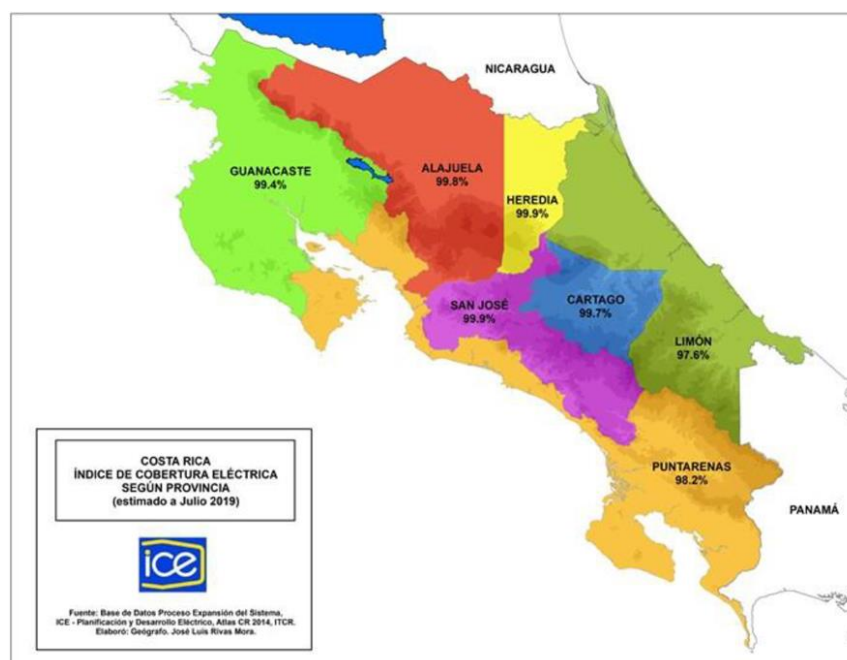 NICARAGUA
GUANACASTE
99.4%
ALAJUELA
99.8%
HEREDIA
99.9%
SAN JOSÉ
99.9%
CARTAGO
99.7%
LIMÓN
97.6%
PUNTARENAS
98.2%
PANAMÁ
COSTA RICA
ÍNDICE DE COBERTURA ELÉCTRICA
SEGÚN PROVINCIA
(estimado a Julio 2019)
ice
Fuente: Base de Datos Proceso Expansión del Sistema,
ICE - Planificación y Desarrollo Eléctrico, Atlas CR 2014, ITCR.
Elaboró: Geógrafo. José Luis Rivas Mora.